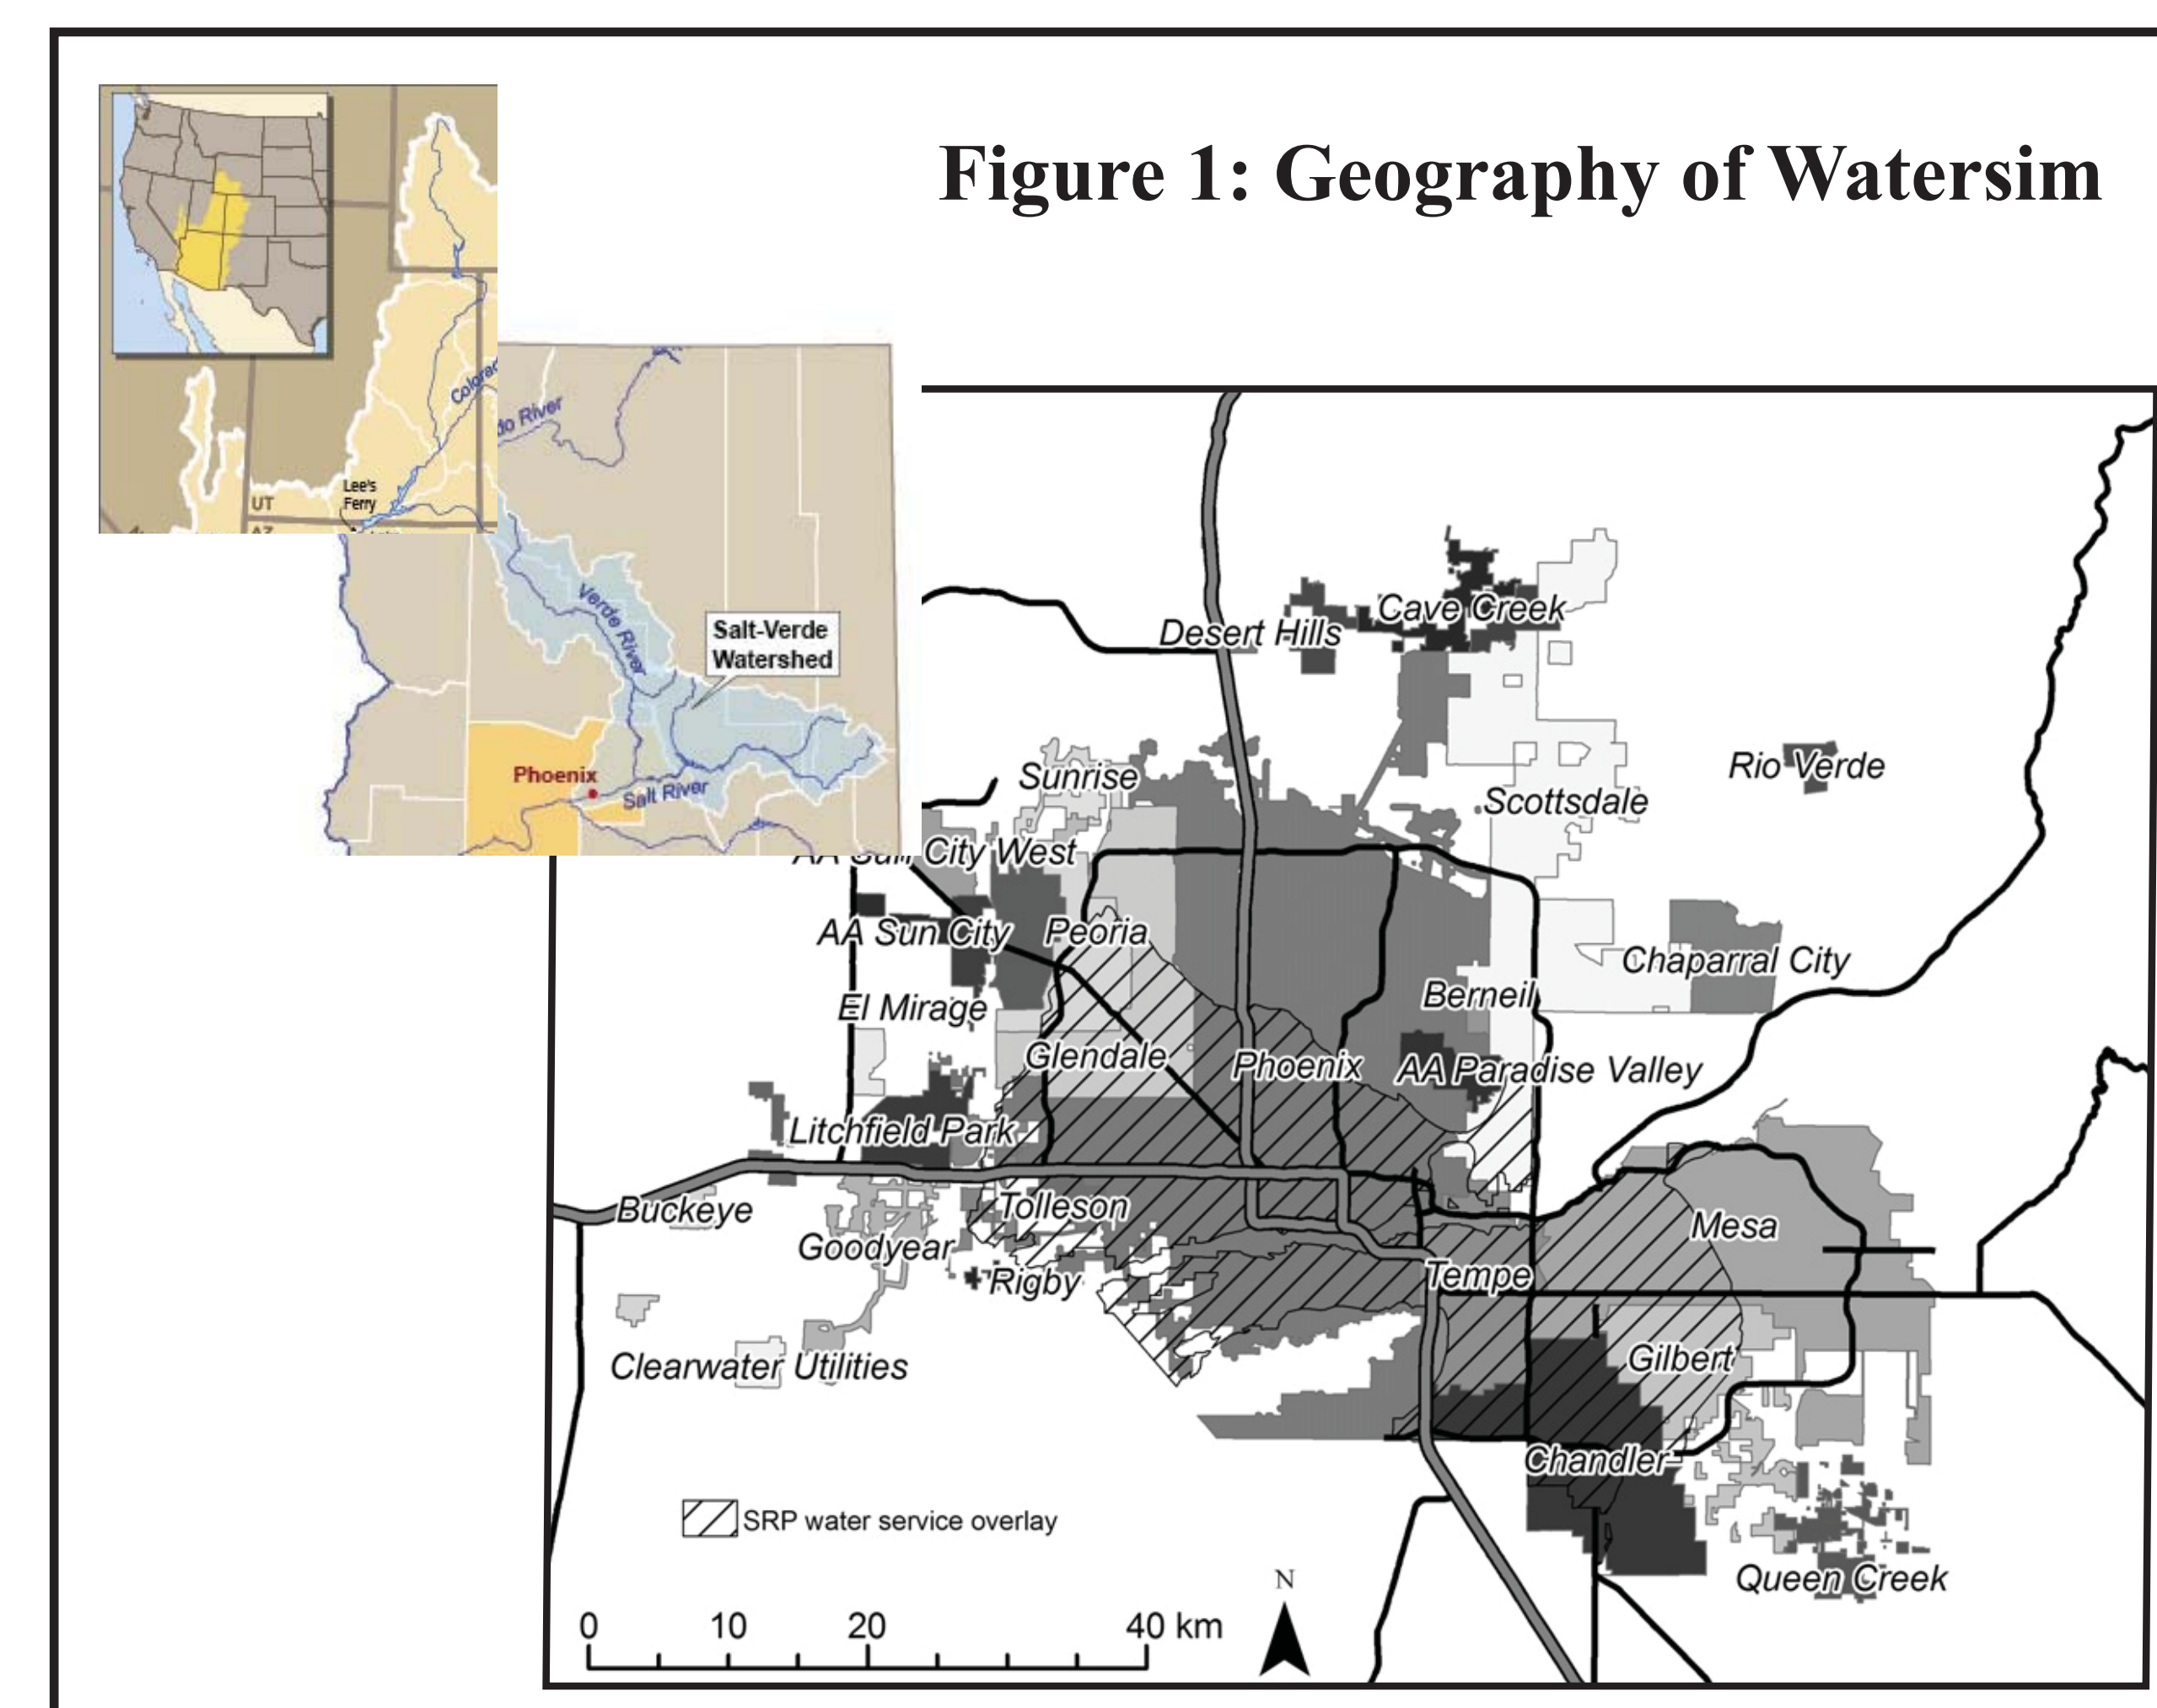 Figure 1: Geography of Watersim
Colorad
Lee's
Ferry
UT
AZ
do River
Verde River
Salt-Verde
Watershed
Phoenix
Salt River
Desert Hills
Cave Creek
Sunrise
Rio Verde
Scottsdale
City West
AA Sun City
Peoria
Chaparral City
El Mirage
Berneil
Glendale
Phoenix
AA Paradise Valley
Litchfield Park
Buckeye
Tolleson
Mesa
Goodyear
Rigby
Tempe
Clearwater Utilities
Gilbert
Chandler
SRP water service overlay
Queen Creek
N
0 10 20 40 km